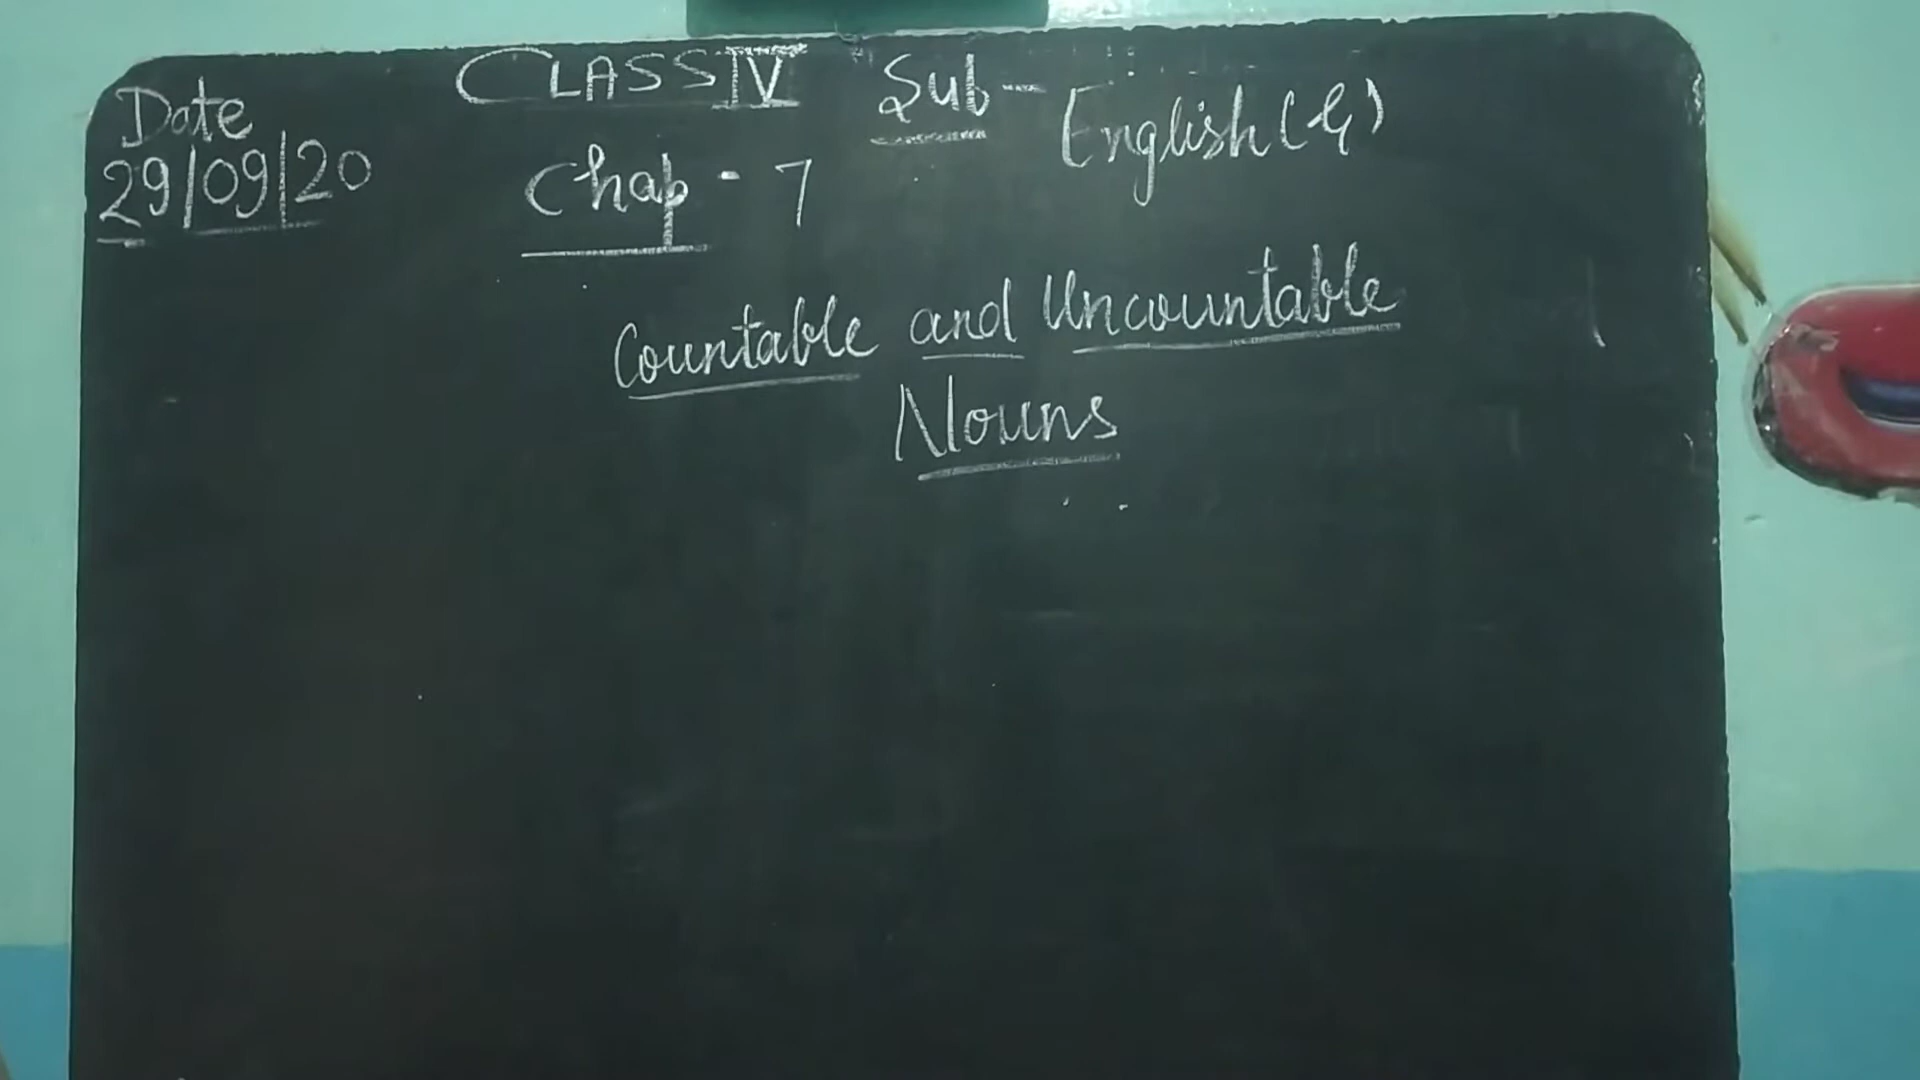 Date
29/09/20
CLASS IV
Sub - English (G)
Chap - 7
Countable and Uncountable
Nouns